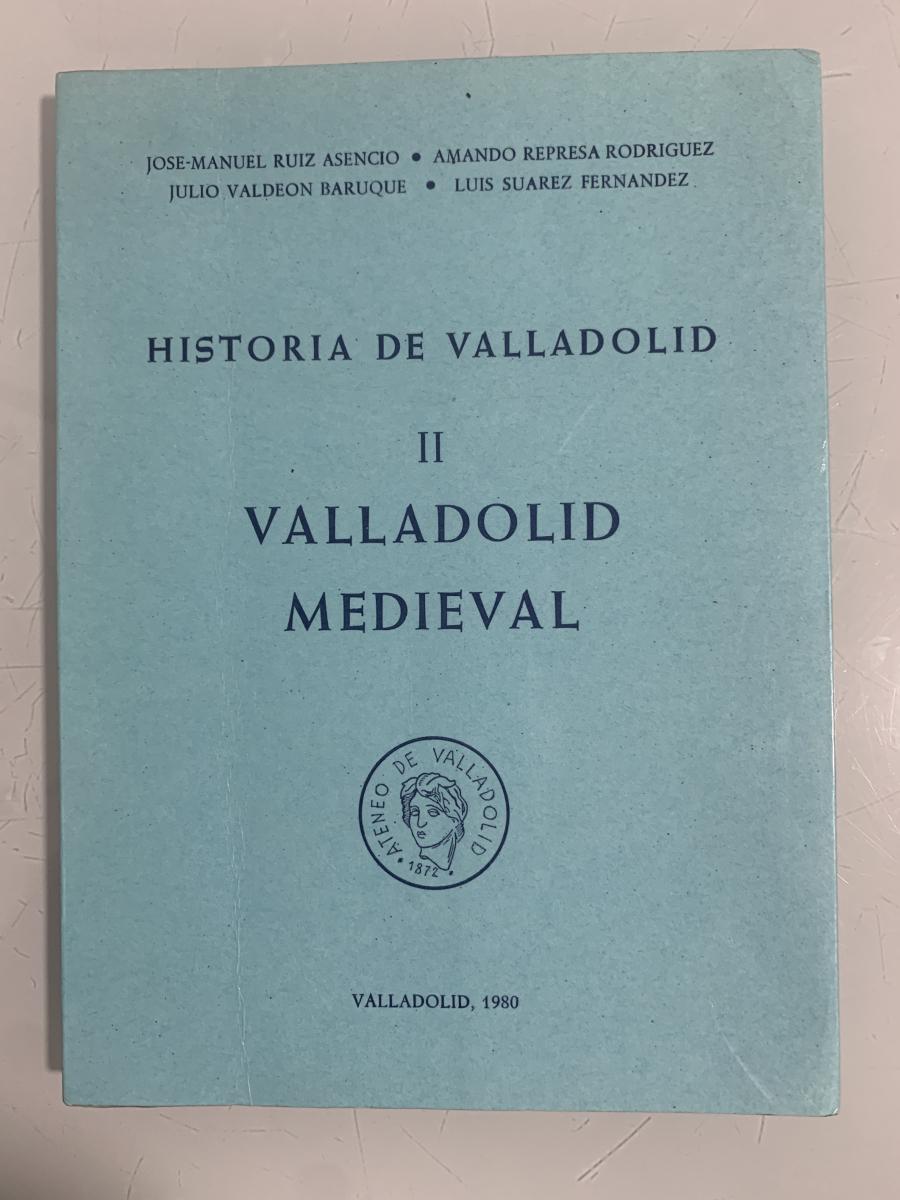 JOSE-MANUEL RUIZ ASENCIO • AMANDO REPRESA RODRIGUEZ
JULIO VALDEON BARUQUE • LUIS SUAREZ FERNANDEZ
HISTORIA DE VALLADOLID
II
VALLADOLID
MEDIEVAL
ATENEO DE VALLADOLID
• 1872 •
VALLADOLID, 1980